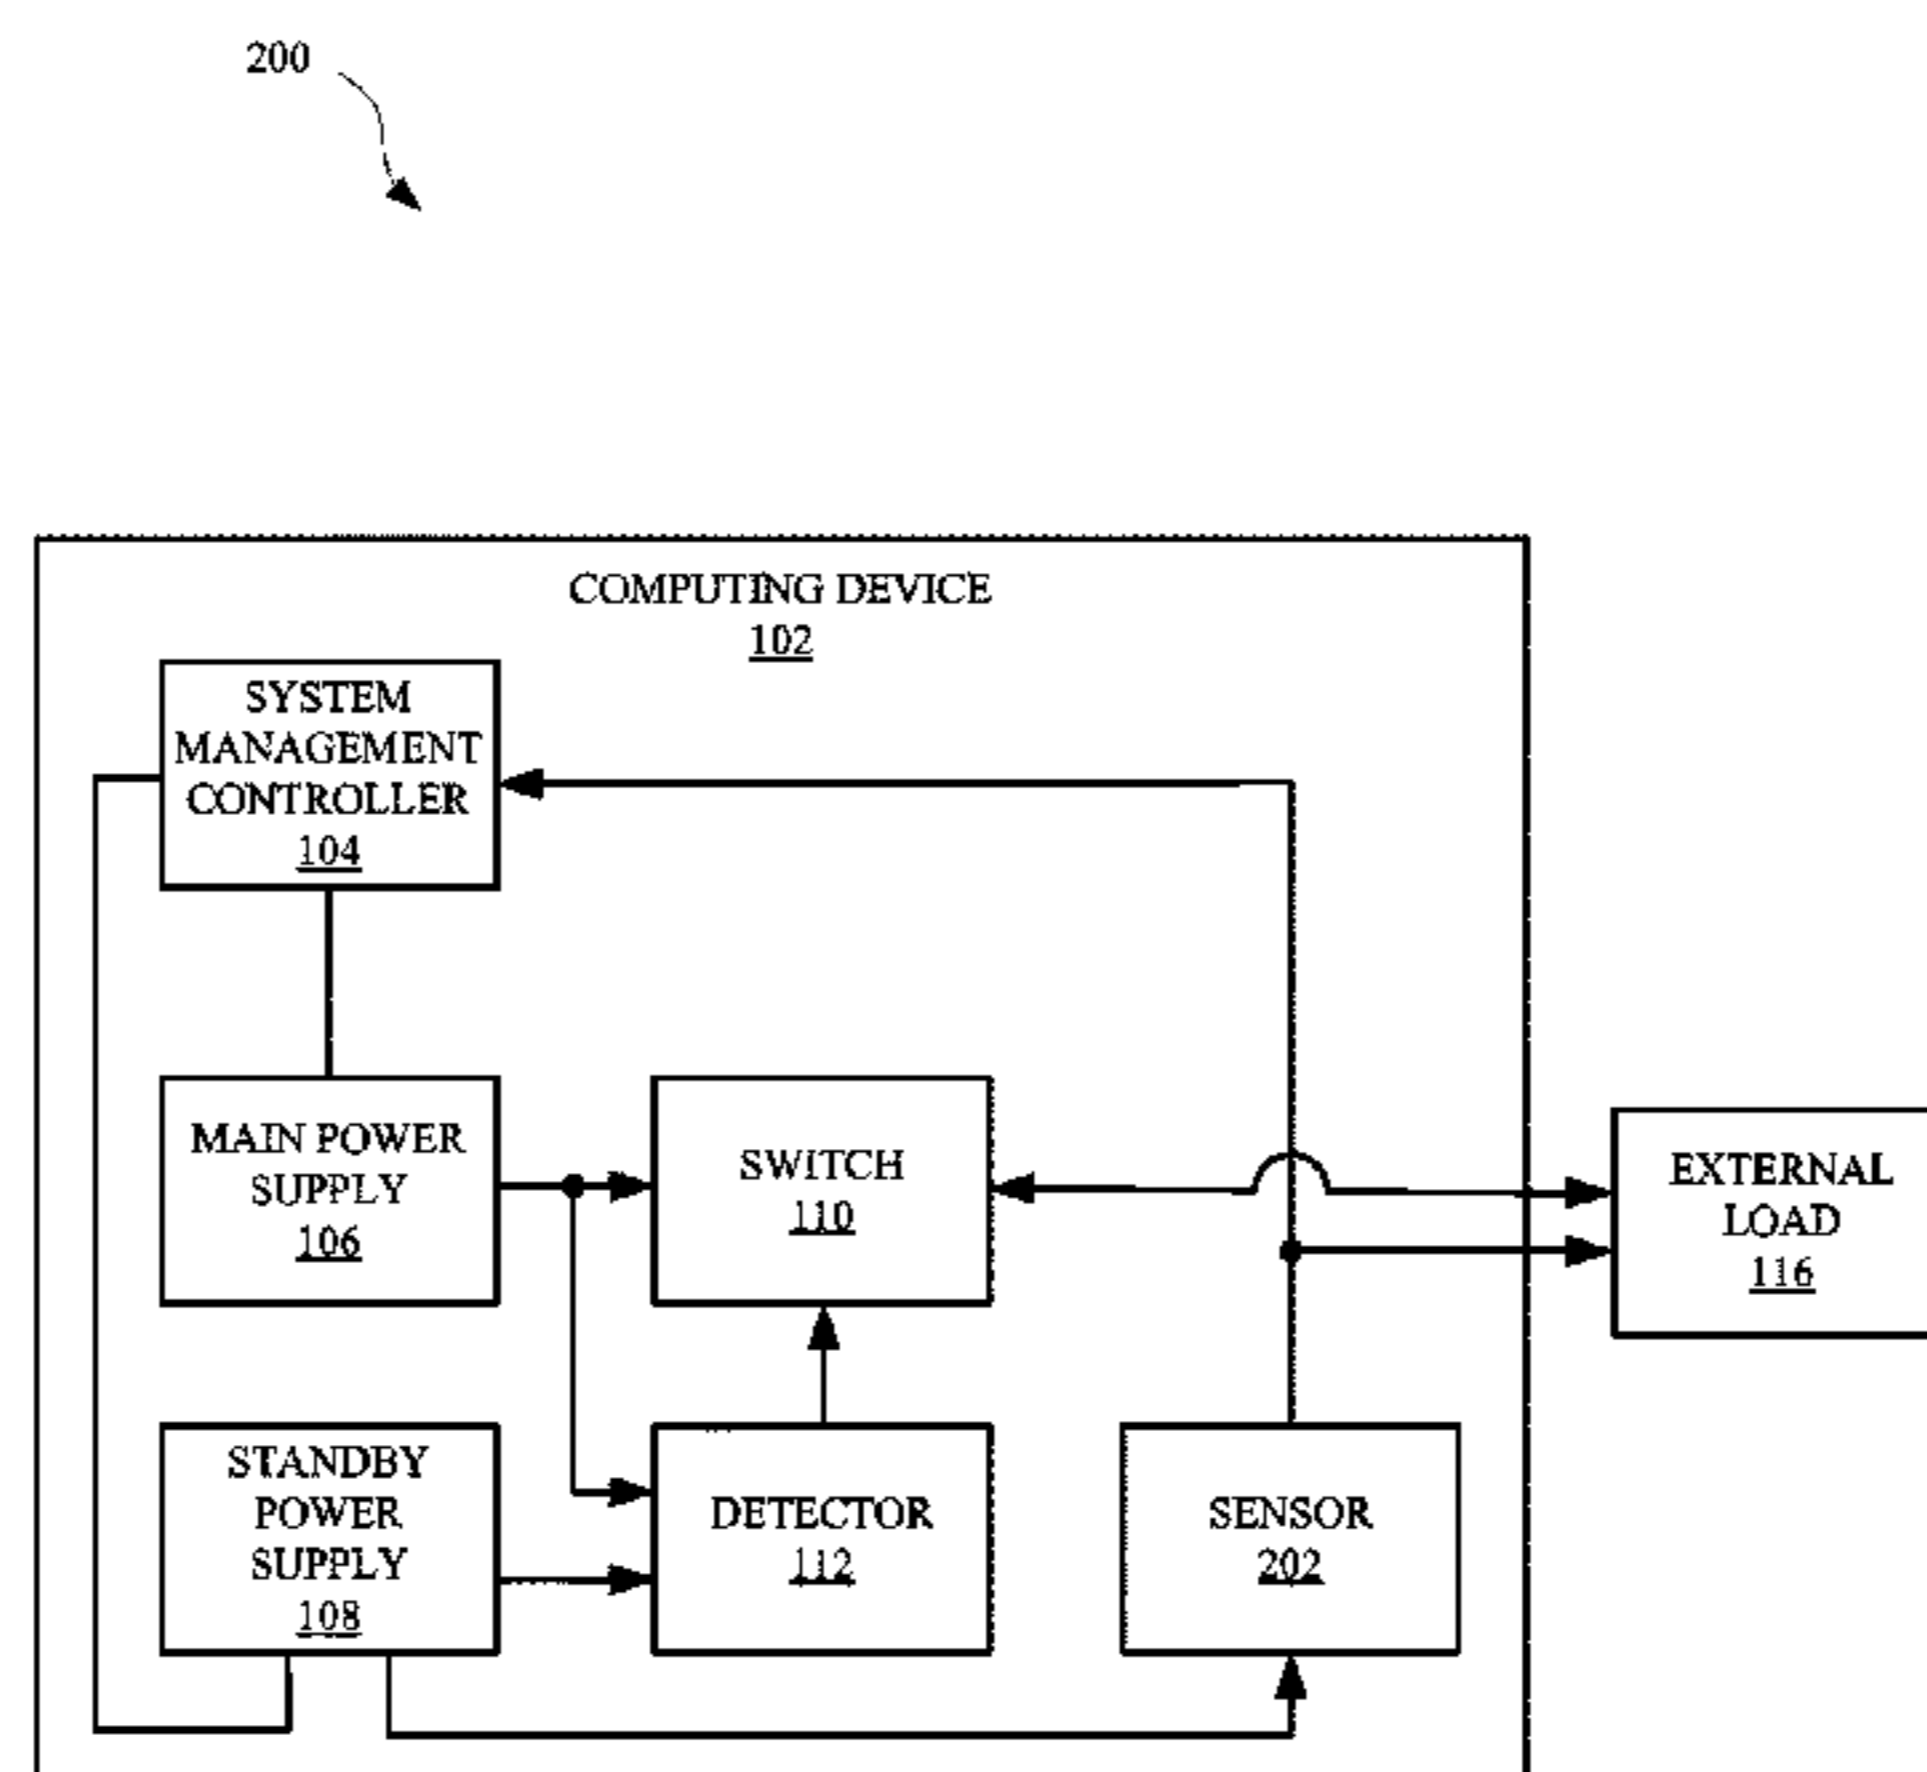 200
COMPUTING DEVICE
102
SYSTEM
MANAGEMENT
CONTROLLER
104
MAIN POWER
SUPPLY
106
SWITCH
110
EXTERNAL
LOAD
116
STANDBY
POWER
SUPPLY
108
DETECTOR
112
SENSOR
202